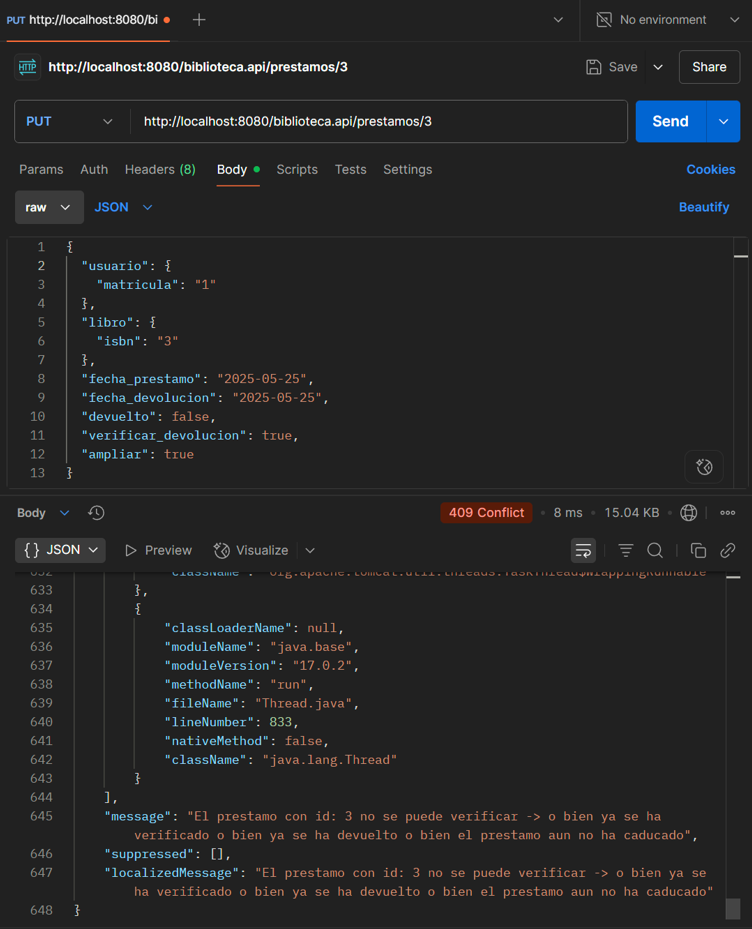 PUT http://localhost:8080/bi
No environment
HTTP http://localhost:8080/biblioteca.api/prestamos/3
Save
Share
PUT
http://localhost:8080/biblioteca.api/prestamos/3
Send
Params Auth Headers (8) Body Scripts Tests Settings
Cookies
raw JSON
Beautify
1 {
2 "usuario": {
3 "matricula": "1"
4 },
5 "libro": {
6 "isbn": "3"
7 },
8 "fecha_prestamo": "2025-05-25",
9 "fecha_devolucion": "2025-05-25",
10 "devuelto": false,
11 "verificar_devolucion": true,
12 "ampliar": true
13 }
Body
409 Conflict • 8 ms • 15.04 KB
{} JSON Preview Visualize
632 "className": "org.apache.tomcat.util.threads.TaskThread$WrappingRunnable"
633 },
634 {
635 "classLoaderName": null,
636 "moduleName": "java.base",
637 "moduleVersion": "17.0.2",
638 "methodName": "run",
639 "fileName": "Thread.java",
640 "lineNumber": 833,
641 "nativeMethod": false,
642 "className": "java.lang.Thread"
643 }
644 ],
645 "message": "El prestamo con id: 3 no se puede verificar -> o bien ya se ha
verificado o bien ya se ha devuelto o bien el prestamo aun no ha caducado",
646 "suppressed": [],
647 "localizedMessage": "El prestamo con id: 3 no se puede verificar -> o bien ya se
ha verificado o bien ya se ha devuelto o bien el prestamo aun no ha caducado"
648 }